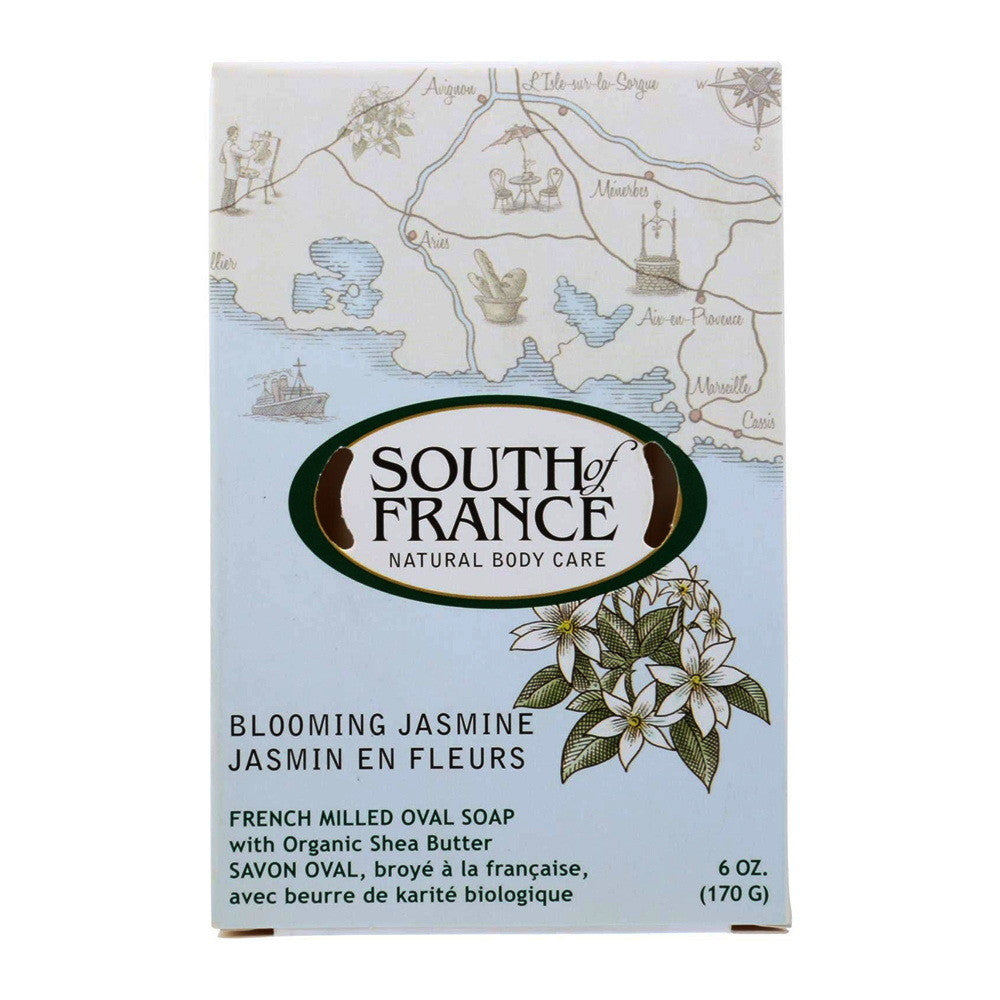 Avignon
L'Isle-sur-la-Sorgue
W
S
Ménerbes
Arles
llier
Aix-en-Provence
Marseille
Cassis
SOUTH of
FRANCE
NATURAL BODY CARE
BLOOMING JASMINE
JASMIN EN FLEURS
FRENCH MILLED OVAL SOAP
with Organic Shea Butter
SAVON OVAL, broyé à la française,
avec beurre de karité biologique
6 OZ.
(170 G)